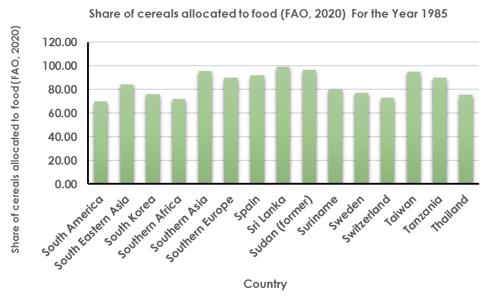 Share of cereals allocated to food (FAO, 2020) For the Year 1985
Share of cereals allocated to food (FAO, 2020)
120.00
100.00
80.00
60.00
40.00
20.00
0.00
South America
South Eastern Asia
South Korea
Southern Africa
Southern Asia
Southern Europe
Spain
Sri Lanka
Sudan (former)
Suriname
Sweden
Switzerland
Taiwan
Tanzania
Thailand
Country